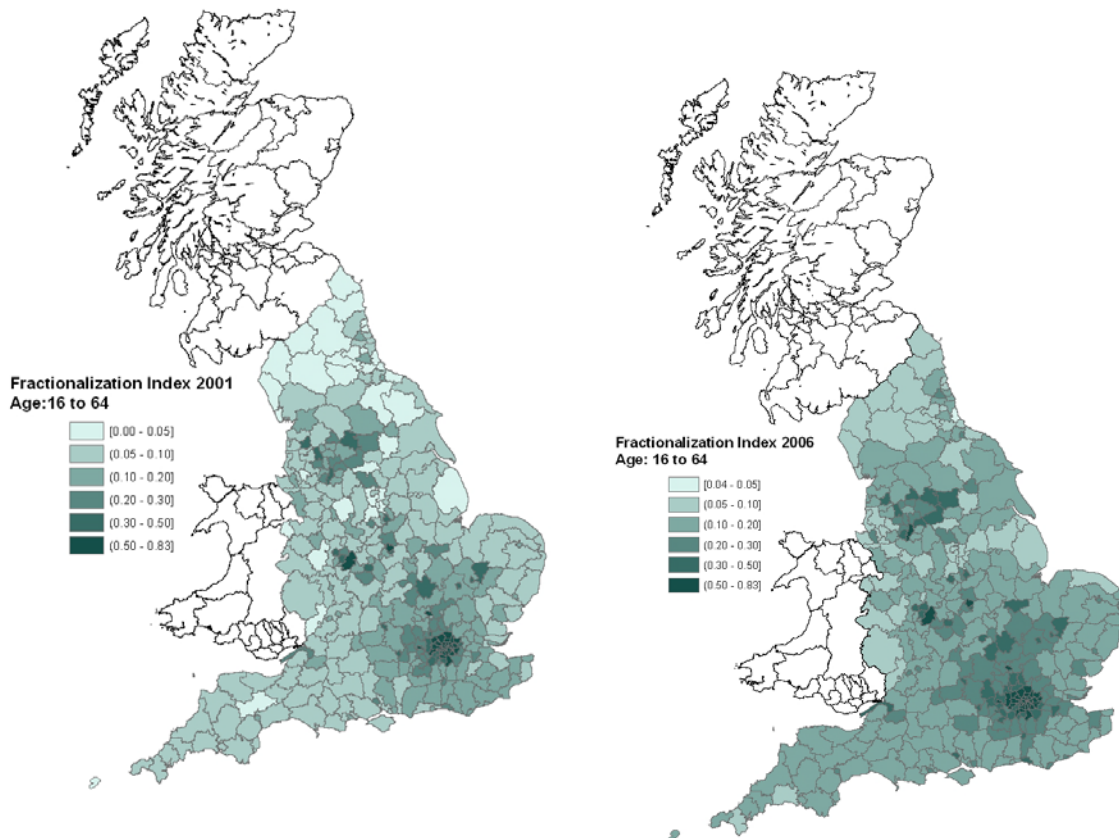 Fractionalization Index 2001
Age:16 to 64
[0.00 - 0.05]
(0.05 - 0.10]
(0.10 - 0.20]
(0.20 - 0.30]
(0.30 - 0.50]
(0.50 - 0.83]
Fractionalization Index 2006
Age: 16 to 64
[0.04 - 0.05]
(0.05 - 0.10]
(0.10 - 0.20]
(0.20 - 0.30]
(0.30 - 0.50]
(0.50 - 0.83]